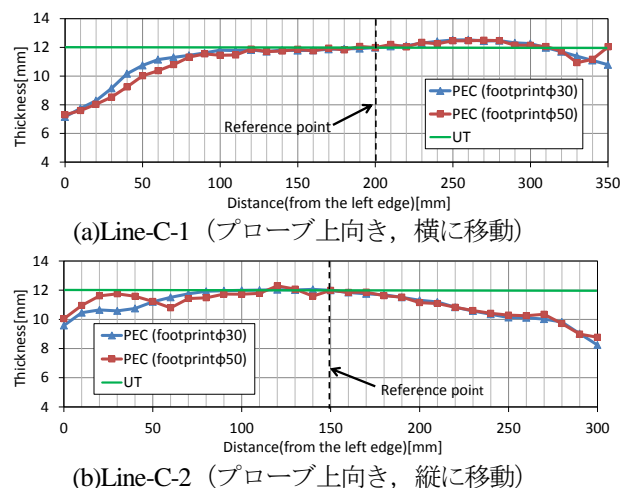 14
12
10
8
6
4
Thickness[mm]
PEC (footprintϕ30)
PEC (footprintϕ50)
UT
Reference point
0 50 100 150 200 250 300 350
Distance(from the left edge)[mm]
(a)Line-C-1（プローブ上向き，横に移動）
14
12
10
8
6
4
Thickness[mm]
PEC (footprintϕ30)
PEC (footprintϕ50)
UT
Reference point
0 50 100 150 200 250 300
Distance(from the left edge)[mm]
(b)Line-C-2（プローブ上向き，縦に移動）